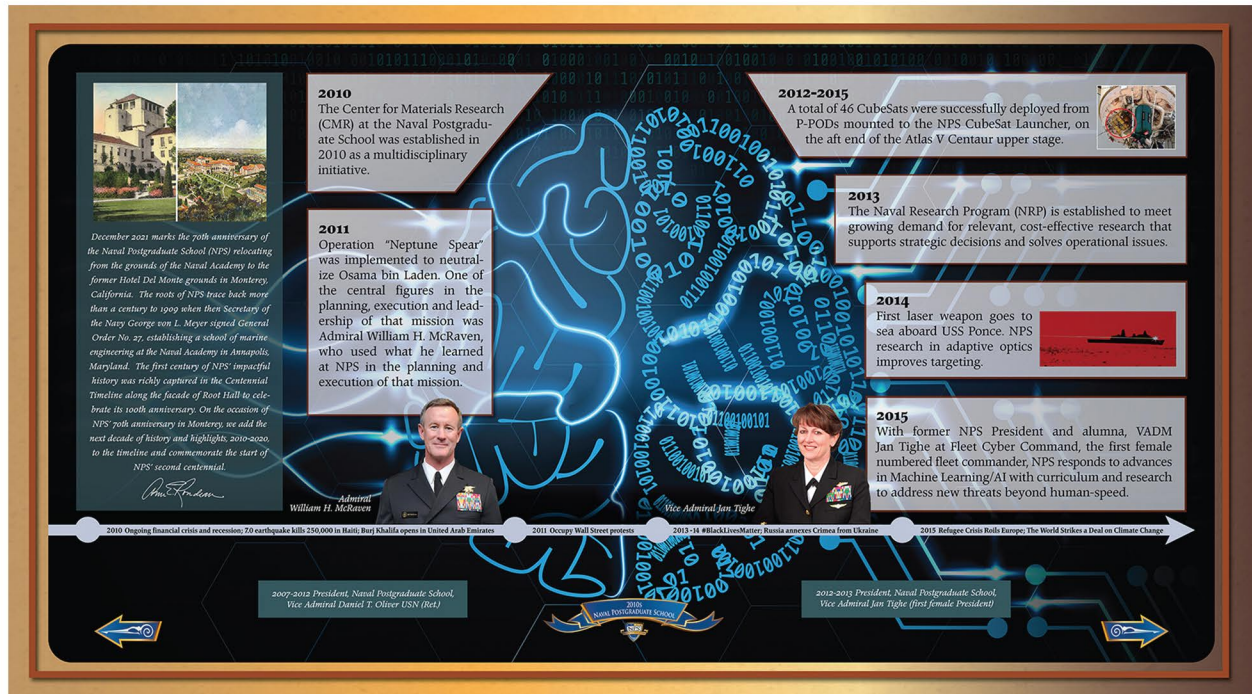 December 2021 marks the 70th anniversary of
the Naval Postgraduate School (NPS) relocating
from the grounds of the Naval Academy to the
former Hotel Del Monte grounds in Monterey,
California. The roots of NPS trace back more
than a century to 1909 when then Secretary of
the Navy George von L. Meyer signed General
Order No. 27, establishing a school of marine
engineering at the Naval Academy in Annapolis,
Maryland. The first century of NPS' impactful
history was richly captured in the Centennial
Timeline along the facade of Root Hall to cele-
brate its 100th anniversary. On the occasion of
NPS' 70th anniversary in Monterey, we add the
next decade of history and highlights, 2010-2020,
to the timeline and commemorate the start of
NPS' second centennial.
2010
The Center for Materials Research
(CMR) at the Naval Postgradu-
ate School was established in
2010 as a multidisciplinary
initiative.
2011
Operation "Neptune Spear"
was implemented to neutral-
ize Osama bin Laden. One of
the central figures in the
planning, execution and lead-
ership of that mission was
Admiral William H. McRaven,
who used what he learned
at NPS in the planning and
execution of that mission.
Admiral
William H. McRaven
2012-2015
A total of 46 CubeSats were successfully deployed from
P-PODs mounted to the NPS CubeSat Launcher, on
the aft end of the Atlas V Centaur upper stage.
2013
The Naval Research Program (NRP) is established to meet
growing demand for relevant, cost-effective research that
supports strategic decisions and solves operational issues.
2014
First laser weapon goes to
sea aboard USS Ponce. NPS
research in adaptive optics
improves targeting.
2015
With former NPS President and alumna, VADM
Jan Tighe at Fleet Cyber Command, the first female
numbered fleet commander, NPS responds to advances
in Machine Learning/AI with curriculum and research
to address new threats beyond human-speed.
Vice Admiral Jan Tighe
2010 Ongoing financial crisis and recession; 7.0 earthquake kills 250,000 in Haiti; Burj Khalifa opens in United Arab Emirates
2011 Occupy Wall Street protests
2013-14 #BlackLivesMatter; Russia annexes Crimea from Ukraine
2015 Refugee Crisis Roils Europe; The World Strikes a Deal on Climate Change
2007-2012 President, Naval Postgraduate School,
Vice Admiral Daniel T. Oliver USN (Ret.)
2010s
NAVAL POSTGRADUATE SCHOOL
NPS
2012-2013 President, Naval Postgraduate School,
Vice Admiral Jan Tighe (first female President)